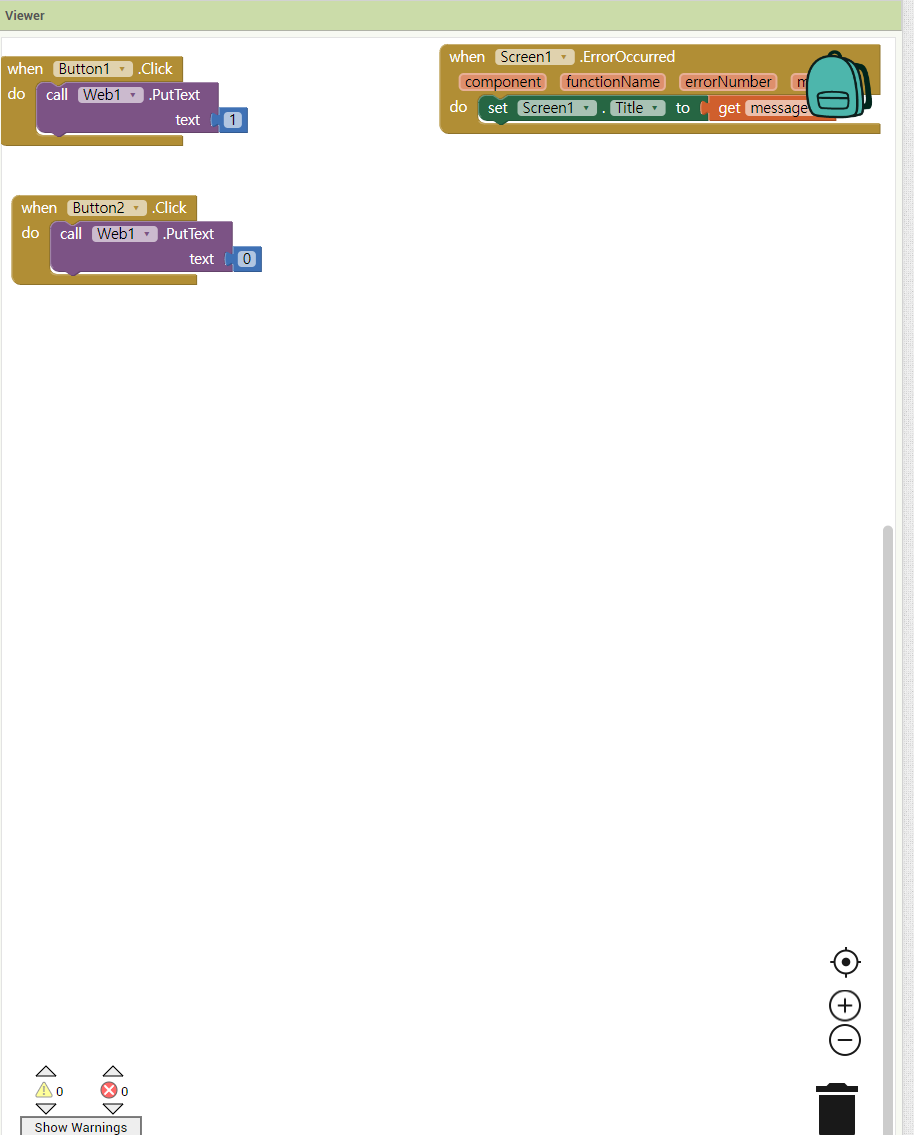 Viewer
when Button1 .Click
do call Web1 .PutText
text 1
when Screen1 .ErrorOccurred
component functionName errorNumber
do set Screen1 . Title to get message
when Button2 .Click
do call Web1 .PutText
text 0
0 0
Show Warnings